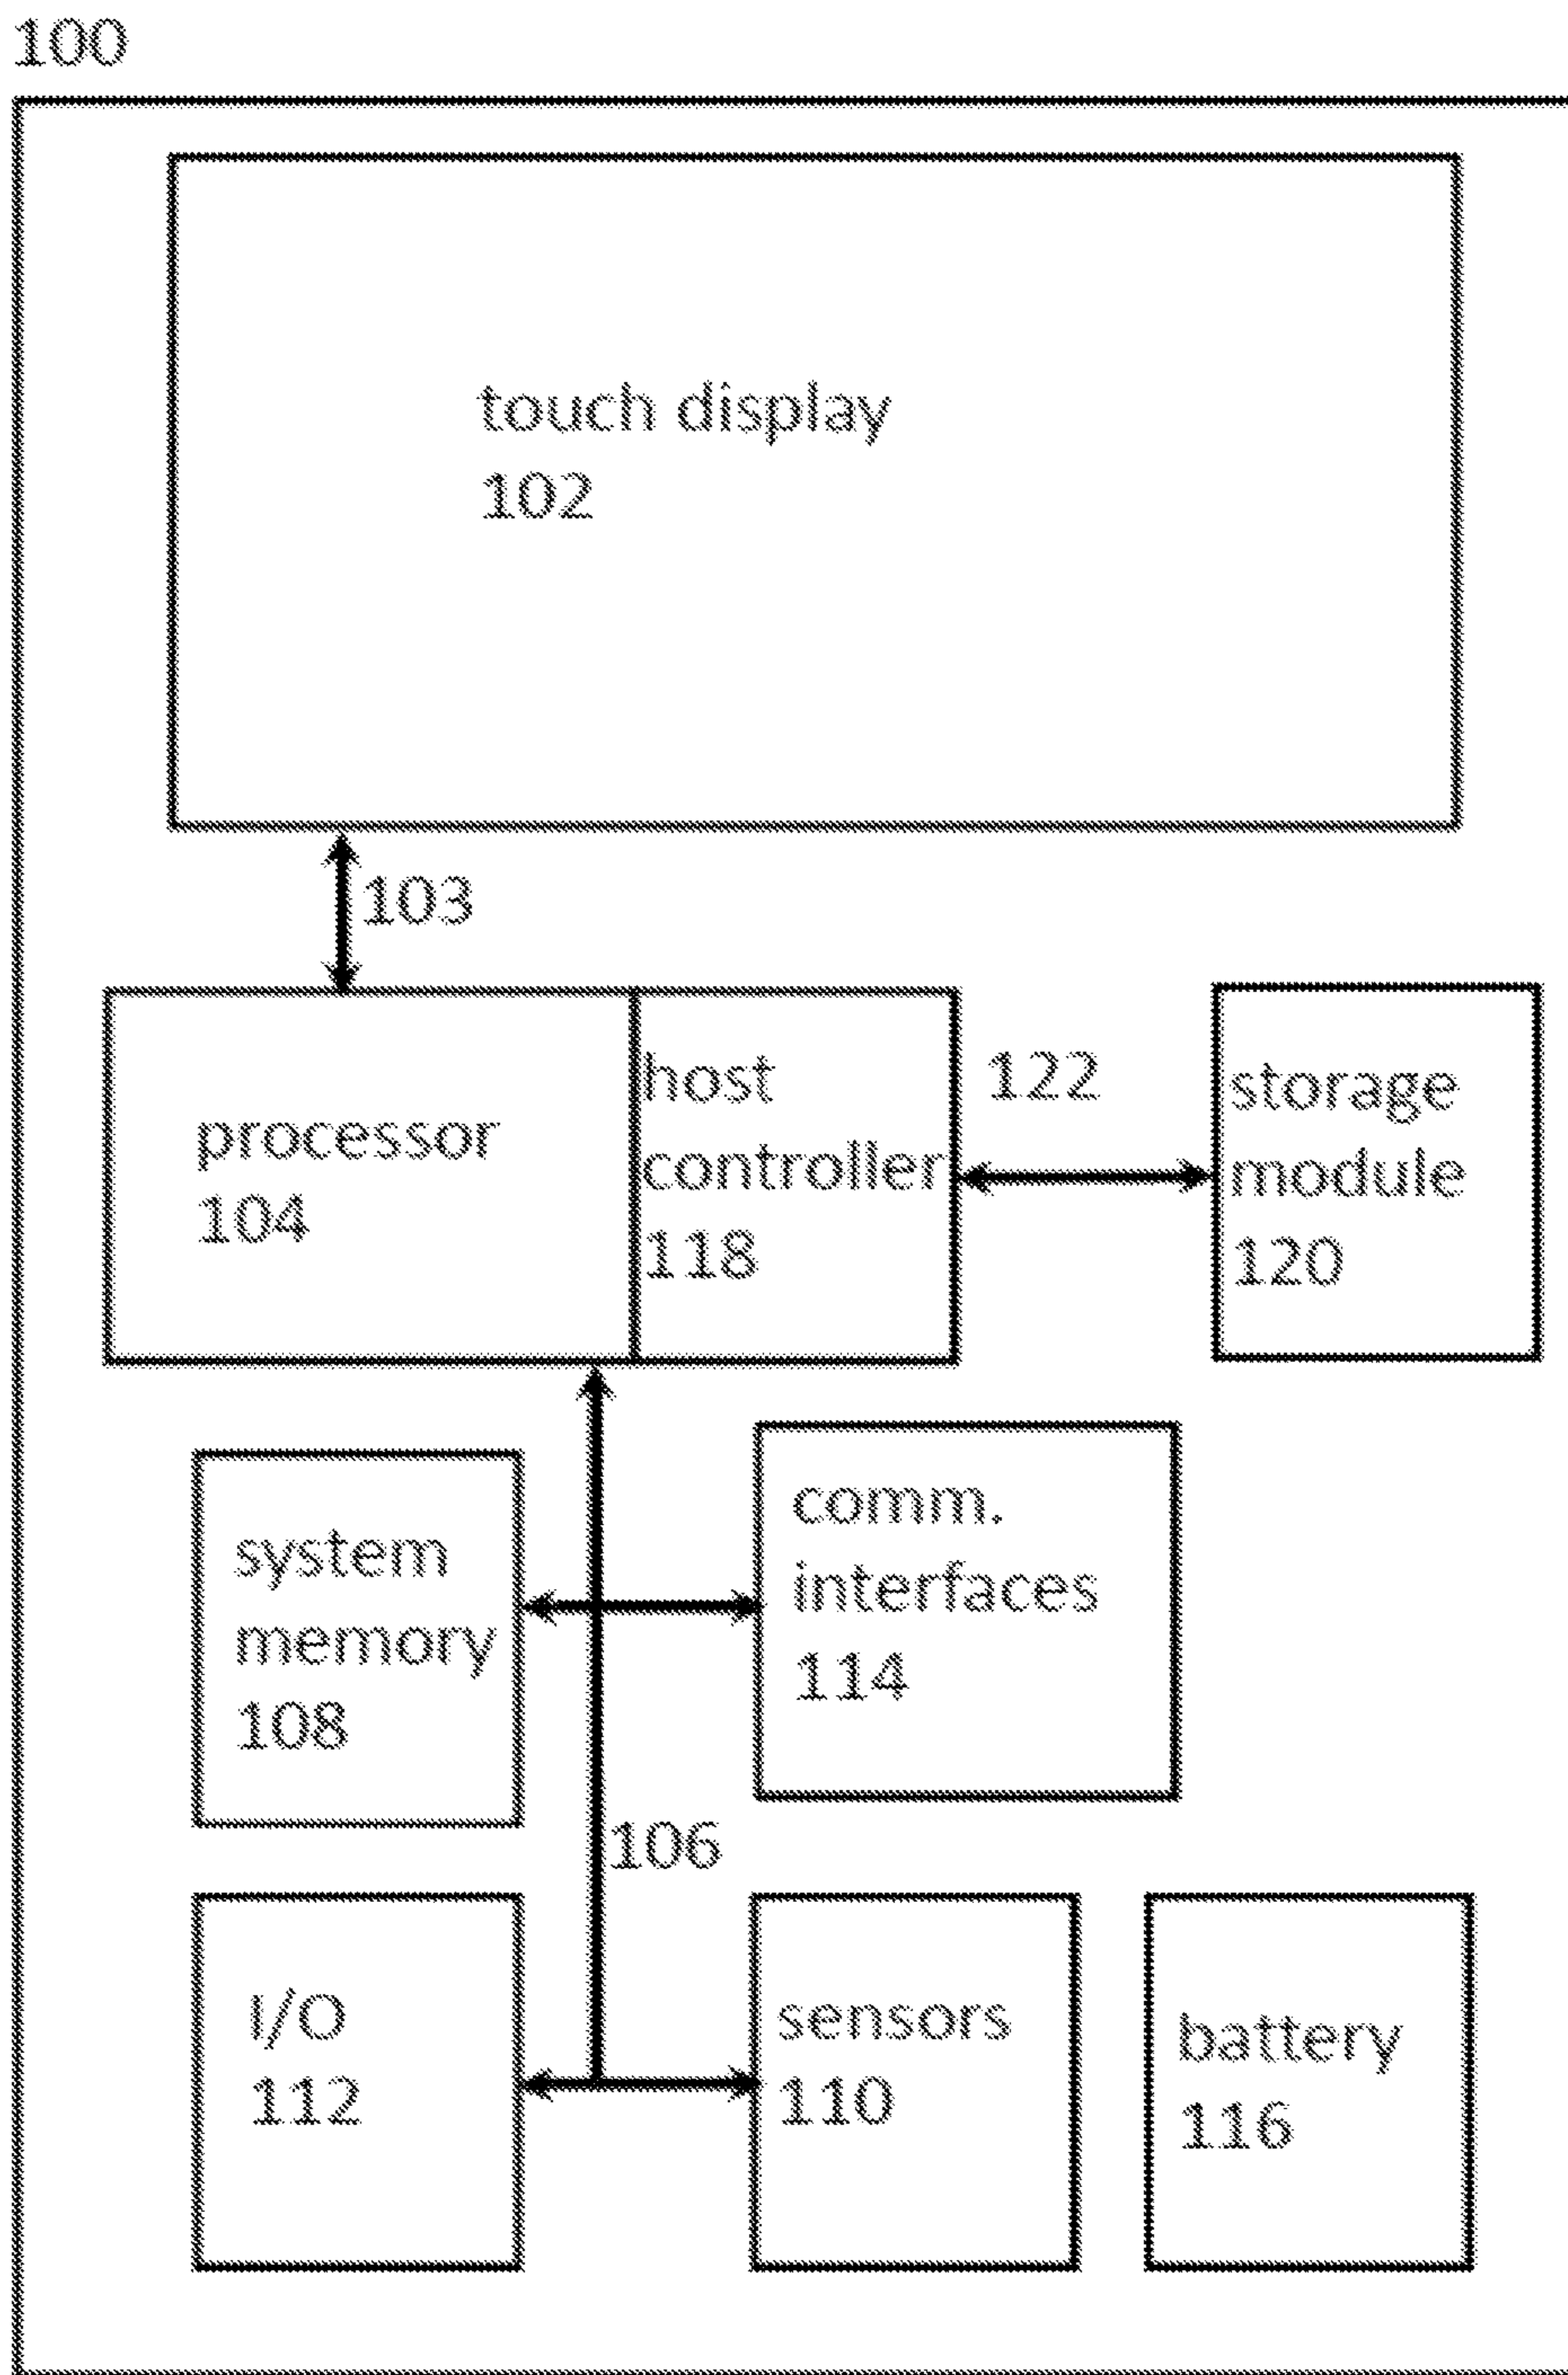 100
touch display
102
103
processor
104
host
controller
118
122
storage
module
120
system
memory
108
comm.
interfaces
114
106
I/O
112
sensors
110
battery
116